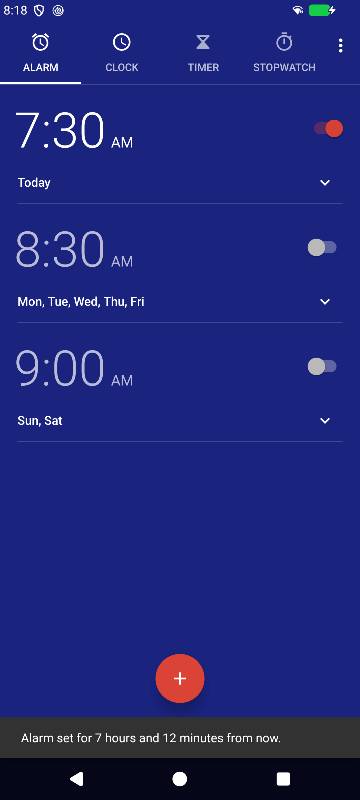 8:18
ALARM
CLOCK
TIMER
STOPWATCH
7:30 AM
Today
8:30 AM
Mon, Tue, Wed, Thu, Fri
9:00 AM
Sun, Sat
Alarm set for 7 hours and 12 minutes from now.